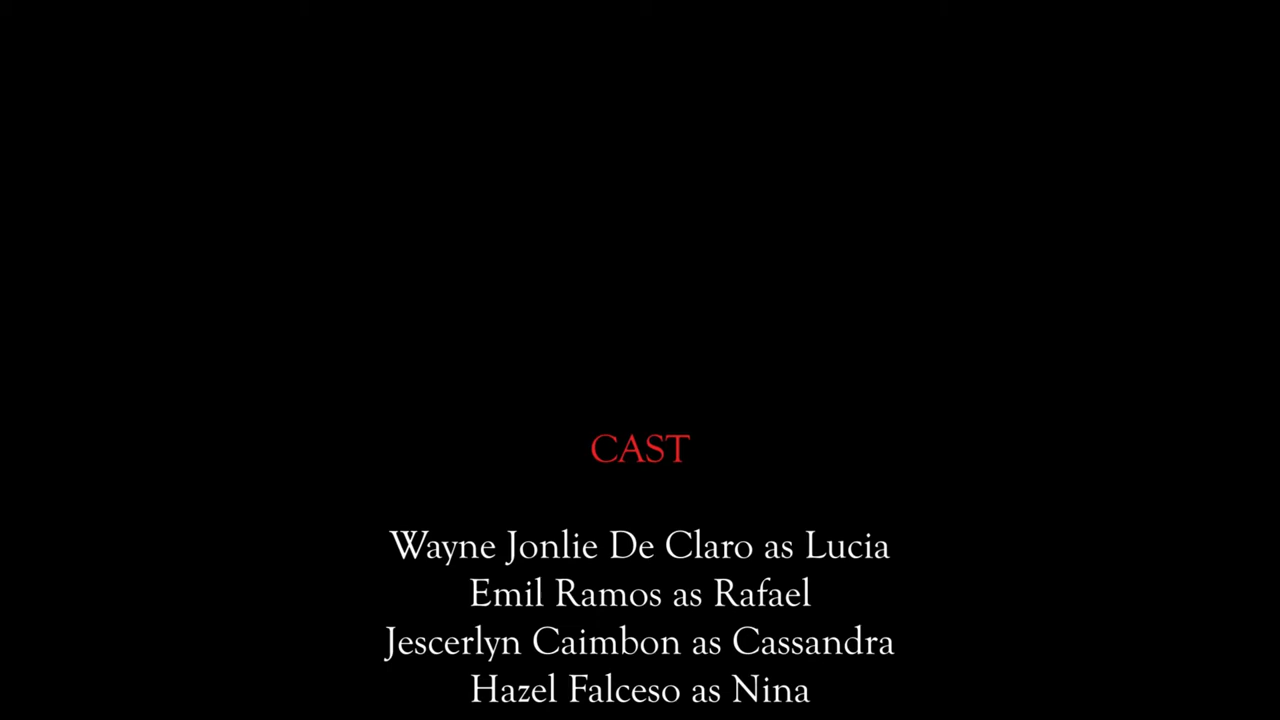 CAST
Wayne Jonlie De Claro as Lucia
Emil Ramos as Rafael
Jescerlyn Caimbon as Cassandra
Hazel Falceso as Nina